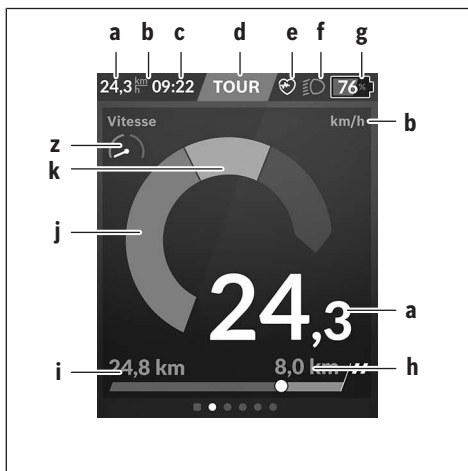 a b c d e f g
24,3 km/h 09:22 TOUR 76%
Vitesse km/h b
z
k
j
24,3 a
i 24,8 km 8,0 km h